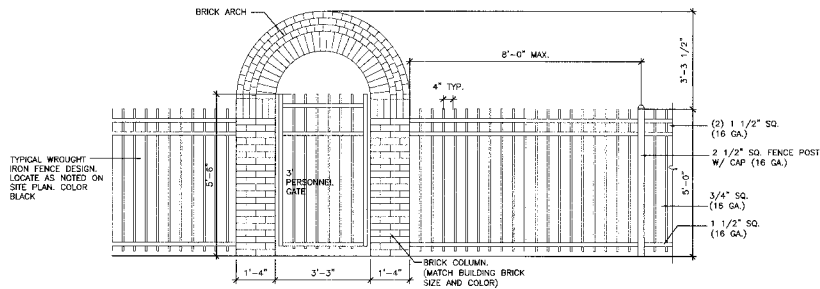 BRICK ARCH
8'-0" MAX.
3'-3 1/2"
4" TYP.
(2) 1 1/2" SQ.
(16 GA.)
2 1/2" SQ. FENCE POST
W/ CAP (16 GA.)
TYPICAL WROUGHT
IRON FENCE DESIGN.
LOCATE AS NOTED ON
SITE PLAN. COLOR
BLACK
5'-6"
3'
PERSONNEL
GATE
3/4" SQ.
(16 GA.)
1 1/2" SQ.
(16 GA.)
BRICK COLUMN.
(MATCH BUILDING BRICK
SIZE AND COLOR)
1'-4"
3'-3"
1'-4"